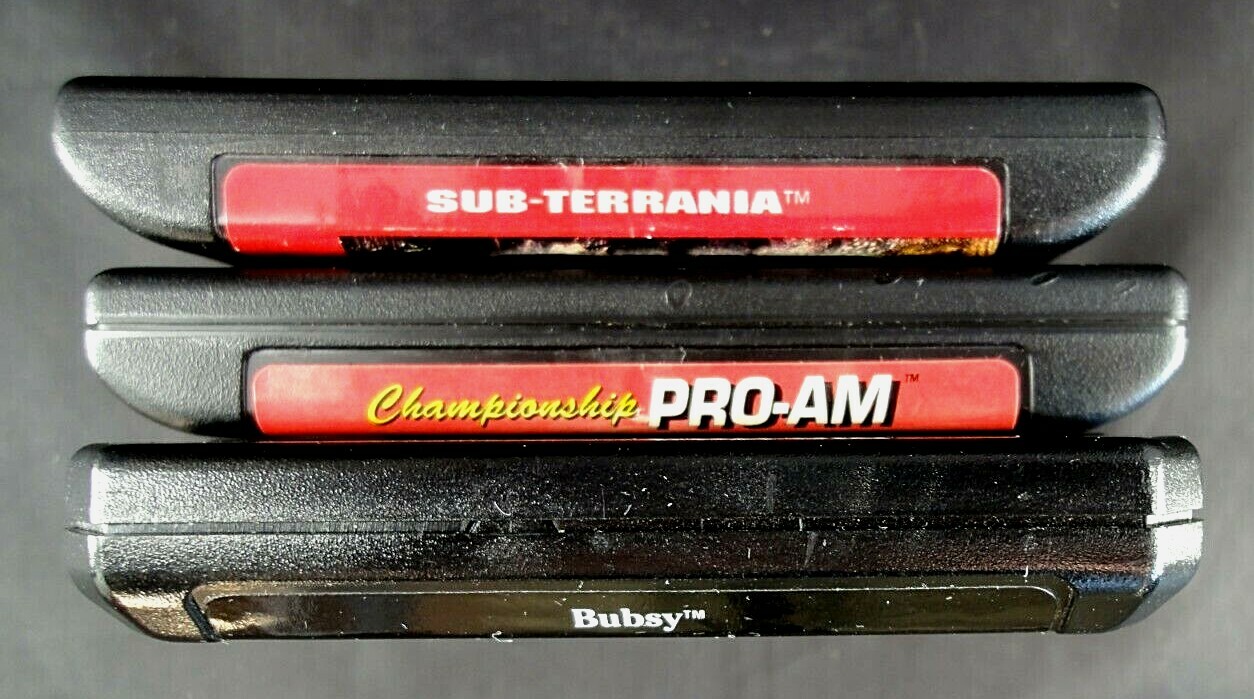 SUB-TERRANIA™
Championship PRO-AM™
Bubsy™